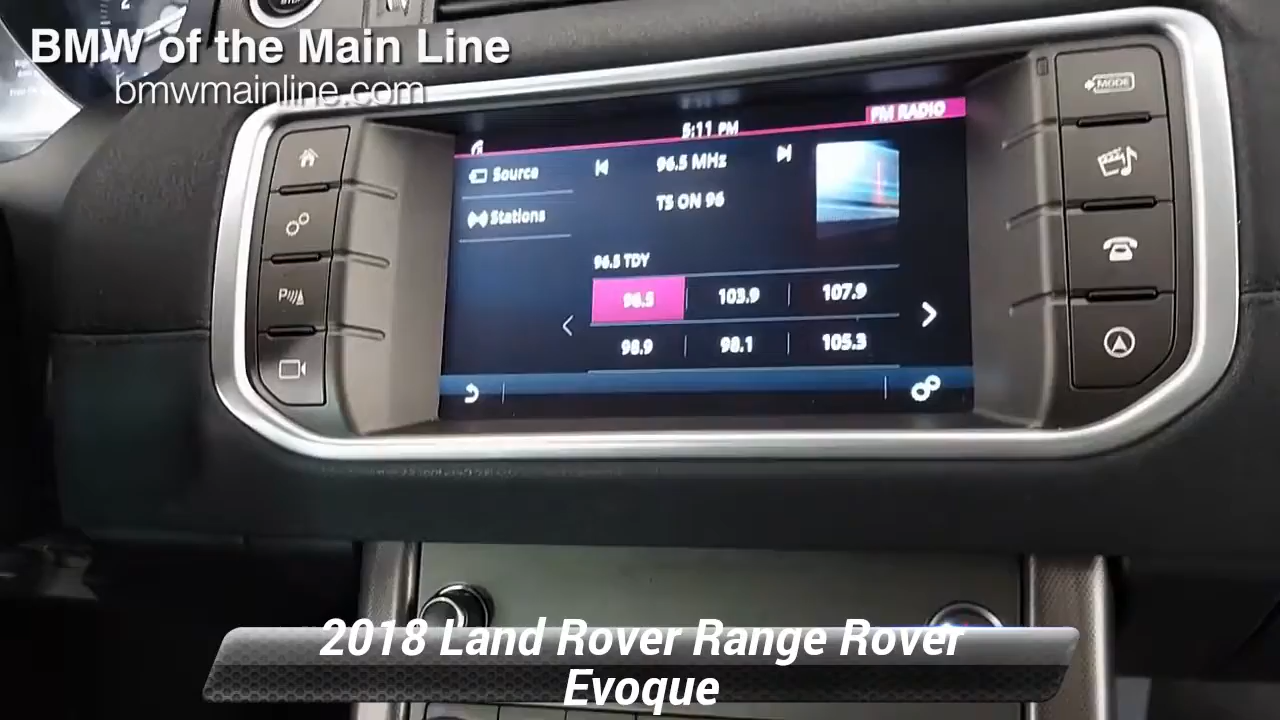 BMW of the Main Line
bmwmainline.com
MODE
5:11 PM
FM RADIO
Source
96.5 MHz
Stations
TS ON 96
96.5 TDY
96.5 103.9 107.9
98.9 98.1 105.3
2018 Land Rover Range Rover
Evoque